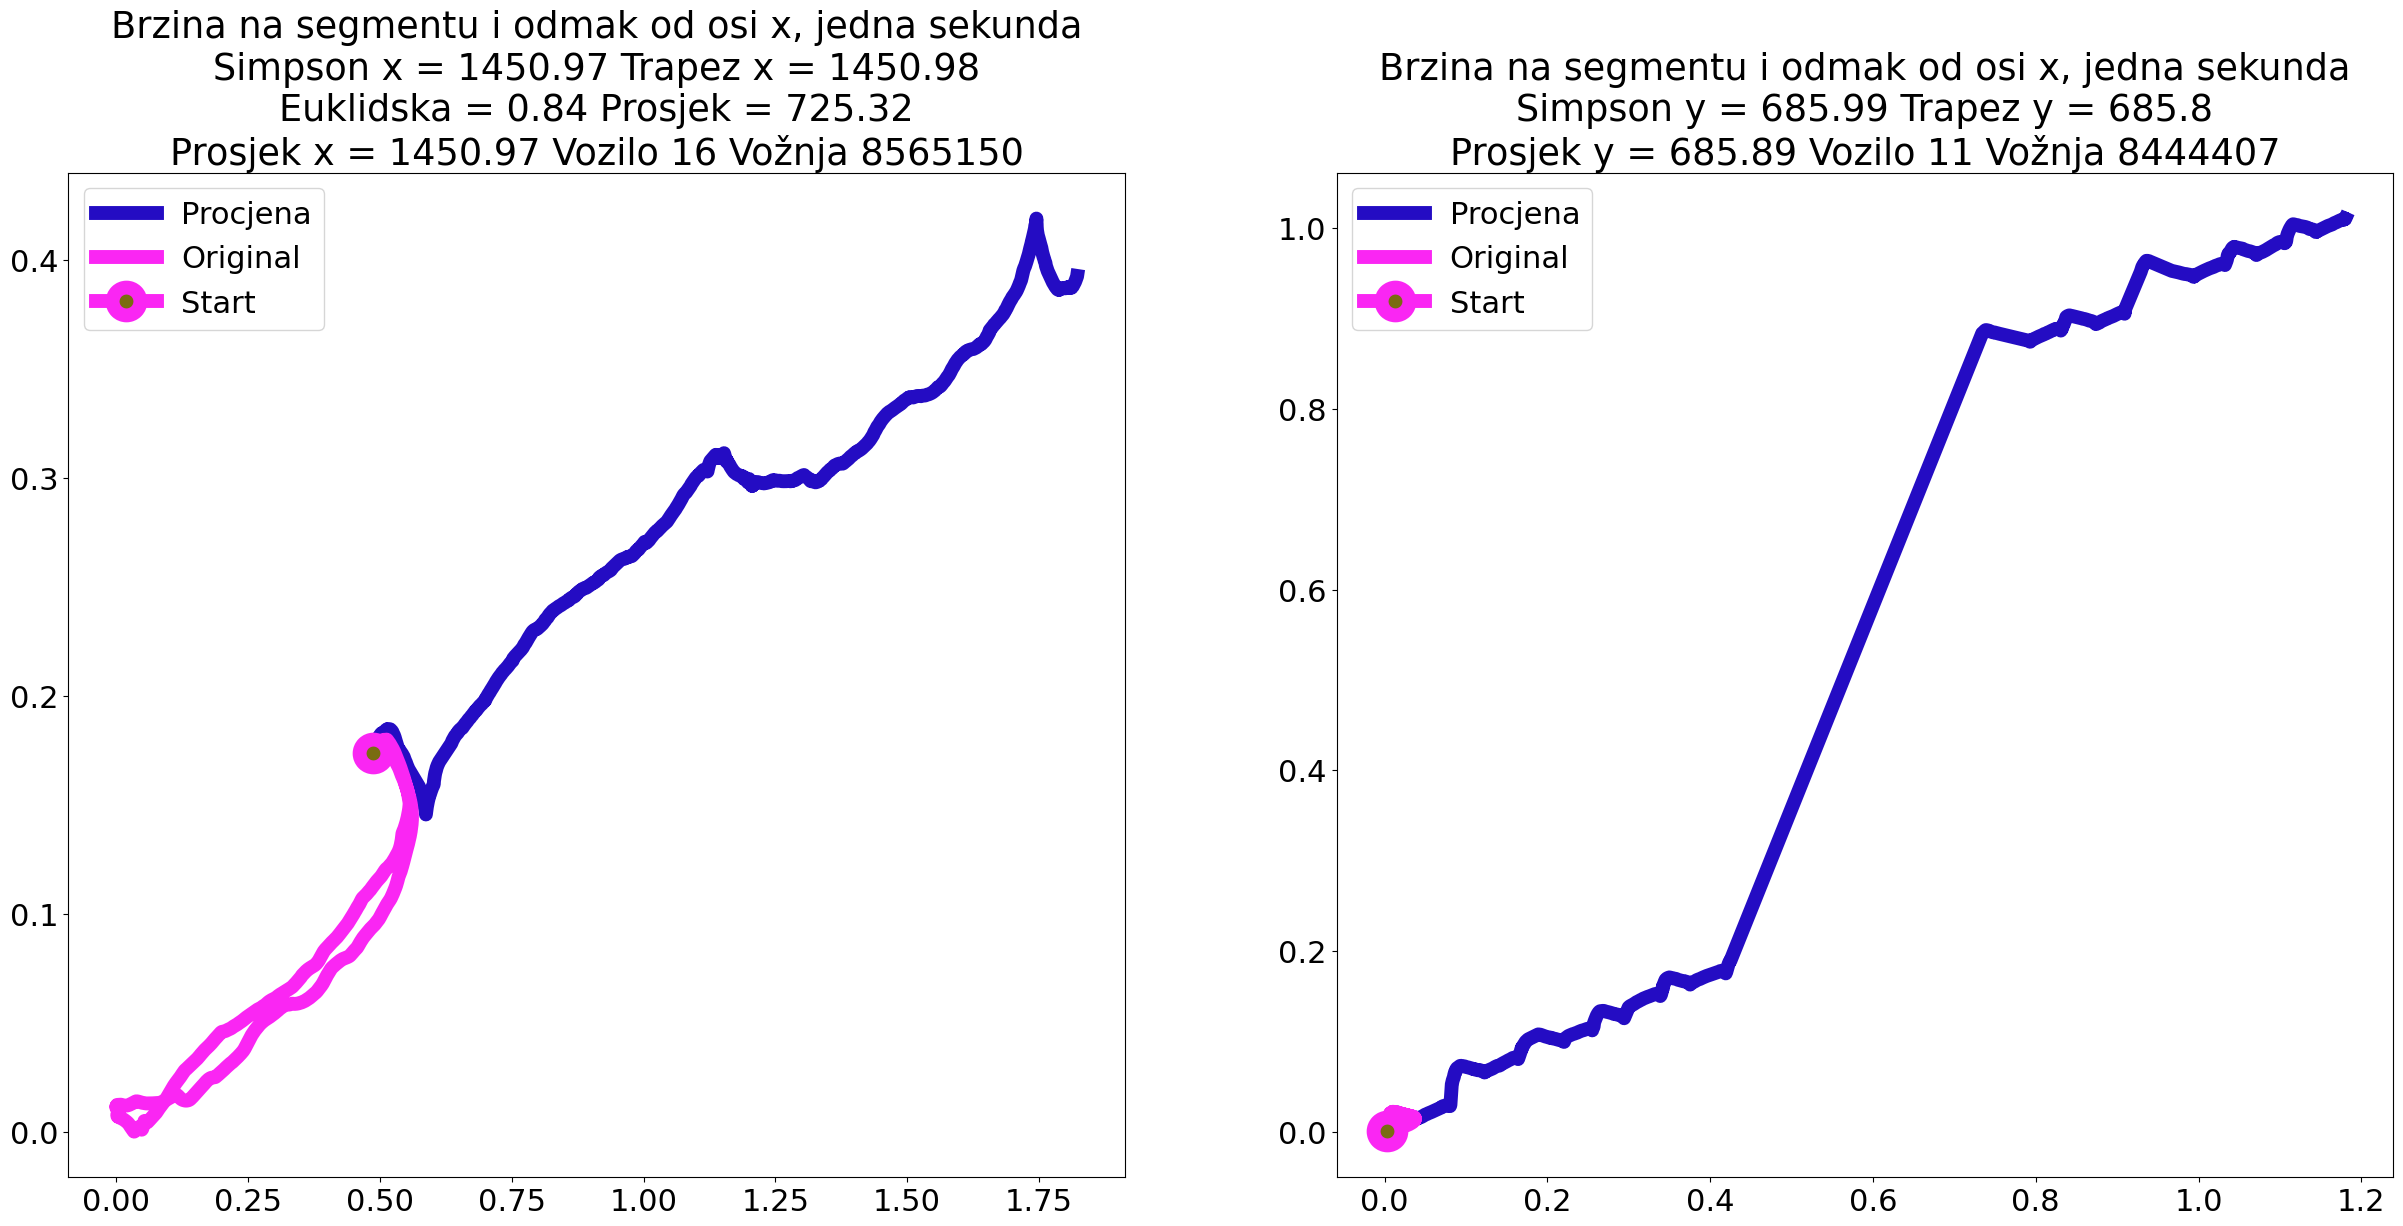 Brzina na segmentu i odmak od osi x, jedna sekunda
Simpson x = 1450.97 Trapez x = 1450.98
Euklidska = 0.84 Prosjek = 725.32
Prosjek x = 1450.97 Vozilo 16 Vožnja 8565150
Procjena
Original
Start
0.4
0.3
0.2
0.1
0.0
0.00 0.25 0.50 0.75 1.00 1.25 1.50 1.75
Brzina na segmentu i odmak od osi x, jedna sekunda
Simpson y = 685.99 Trapez y = 685.8
Prosjek y = 685.89 Vozilo 11 Vožnja 8444407
Procjena
Original
Start
1.0
0.8
0.6
0.4
0.2
0.0
0.0 0.2 0.4 0.6 0.8 1.0 1.2